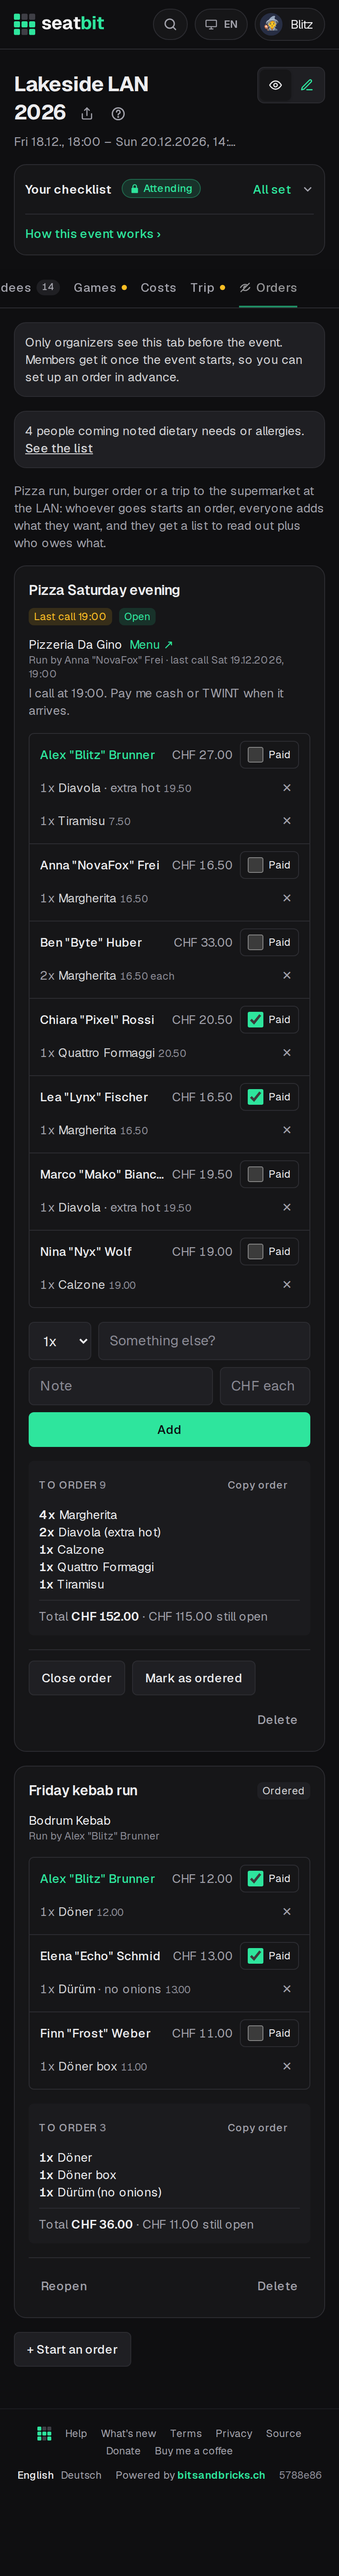 seatbit EN Blitz
Lakeside LAN
2026
Fri 18.12., 18:00 – Sun 20.12.2026, 14:...
Your checklist Attending All set
How this event works ›
dees 14 Games Costs Trip Orders
Only organizers see this tab before the event.
Members get it once the event starts, so you can
set up an order in advance.
4 people coming noted dietary needs or allergies.
See the list
Pizza run, burger order or a trip to the supermarket at
the LAN: whoever goes starts an order, everyone adds
what they want, and they get a list to read out plus
who owes what.
Pizza Saturday evening
Last call 19:00 Open
Pizzeria Da Gino Menu ↗
Run by Anna "NovaFox" Frei · last call Sat 19.12.2026,
19:00
I call at 19:00. Pay me cash or TWINT when it
arrives.
Alex "Blitz" Brunner CHF 27.00 Paid
1x Diavola · extra hot 19.50 ×
1x Tiramisu 7.50 ×
Anna "NovaFox" Frei CHF 16.50 Paid
1x Margherita 16.50 ×
Ben "Byte" Huber CHF 33.00 Paid
2x Margherita 16.50 each ×
Chiara "Pixel" Rossi CHF 20.50 Paid
1x Quattro Formaggi 20.50 ×
Lea "Lynx" Fischer CHF 16.50 Paid
1x Margherita 16.50 ×
Marco "Mako" Bianc... CHF 19.50 Paid
1x Diavola · extra hot 19.50 ×
Nina "Nyx" Wolf CHF 19.00 Paid
1x Calzone 19.00 ×
1x Something else?
Note CHF each
Add
TO ORDER 9 Copy order
4x Margherita
2x Diavola (extra hot)
1x Calzone
1x Quattro Formaggi
1x Tiramisu
Total CHF 152.00 · CHF 115.00 still open
Close order Mark as ordered
Delete
Friday kebab run Ordered
Bodrum Kebab
Run by Alex "Blitz" Brunner
Alex "Blitz" Brunner CHF 12.00 Paid
1x Döner 12.00 ×
Elena "Echo" Schmid CHF 13.00 Paid
1x Dürüm · no onions 13.00 ×
Finn "Frost" Weber CHF 11.00 Paid
1x Döner box 11.00 ×
TO ORDER 3 Copy order
1x Döner
1x Döner box
1x Dürüm (no onions)
Total CHF 36.00 · CHF 11.00 still open
Reopen Delete
+ Start an order
Help What's new Terms Privacy Source
Donate Buy me a coffee
English Deutsch Powered by bitsandbricks.ch 5788e86